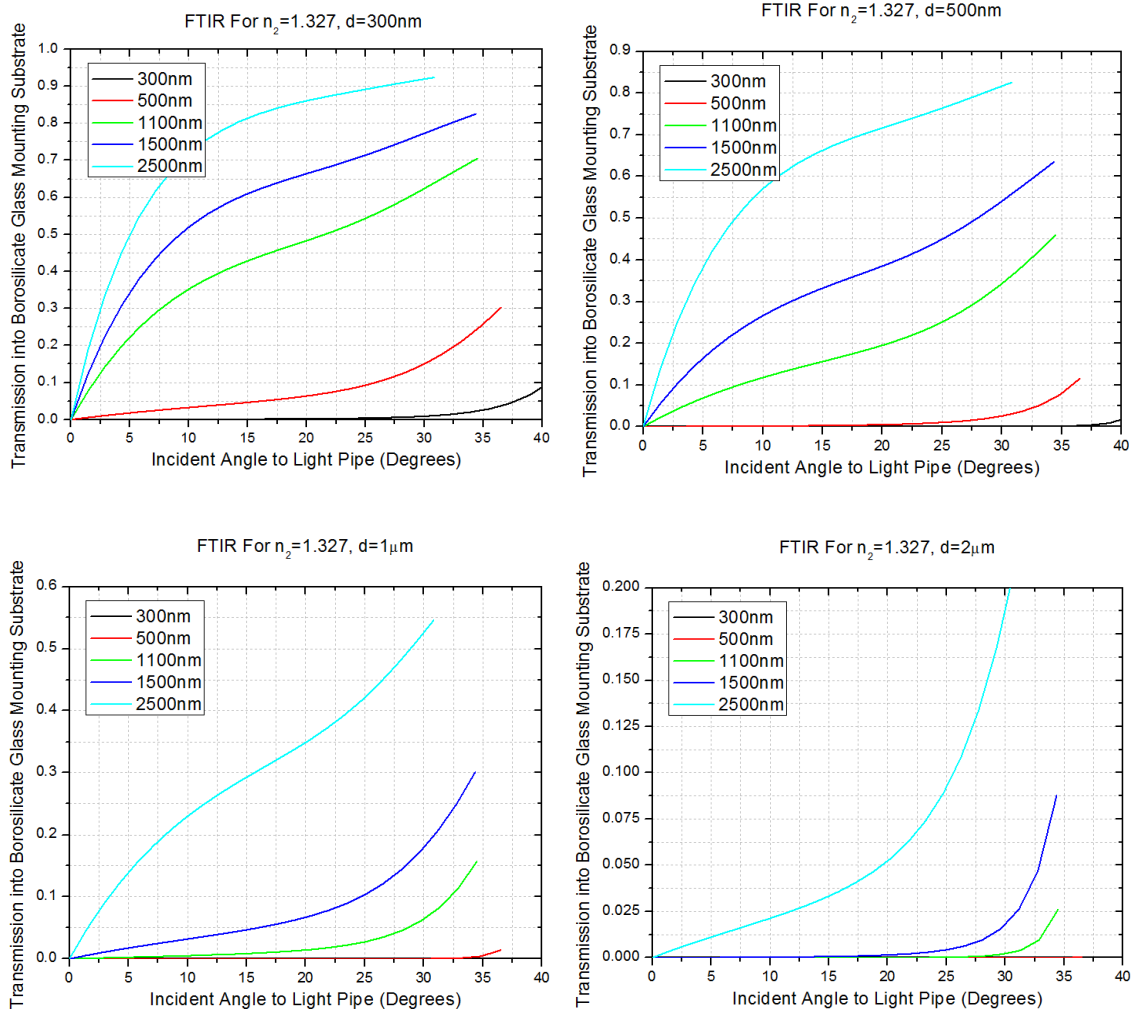 FTIR For n₂=1.327, d=300nm
Transmission into Borosilicate Glass Mounting Substrate
1.0
0.9
0.8
0.7
0.6
0.5
0.4
0.3
0.2
0.1
0.0
300nm
500nm
1100nm
1500nm
2500nm
0 5 10 15 20 25 30 35 40
Incident Angle to Light Pipe (Degrees)
FTIR For n₂=1.327, d=500nm
Transmission into Borosilicate Glass Mounting Substrate
0.9
0.8
0.7
0.6
0.5
0.4
0.3
0.2
0.1
0.0
300nm
500nm
1100nm
1500nm
2500nm
0 5 10 15 20 25 30 35 40
Incident Angle to Light Pipe (Degrees)
FTIR For n₂=1.327, d=1μm
Transmission into Borosilicate Glass Mounting Substrate
0.6
0.5
0.4
0.3
0.2
0.1
0.0
300nm
500nm
1100nm
1500nm
2500nm
0 5 10 15 20 25 30 35 40
Incident Angle to Light Pipe (Degrees)
FTIR For n₂=1.327, d=2μm
Transmission into Borosilicate Glass Mounting Substrate
0.200
0.175
0.150
0.125
0.100
0.075
0.050
0.025
0.000
300nm
500nm
1100nm
1500nm
2500nm
0 5 10 15 20 25 30 35 40
Incident Angle to Light Pipe (Degrees)